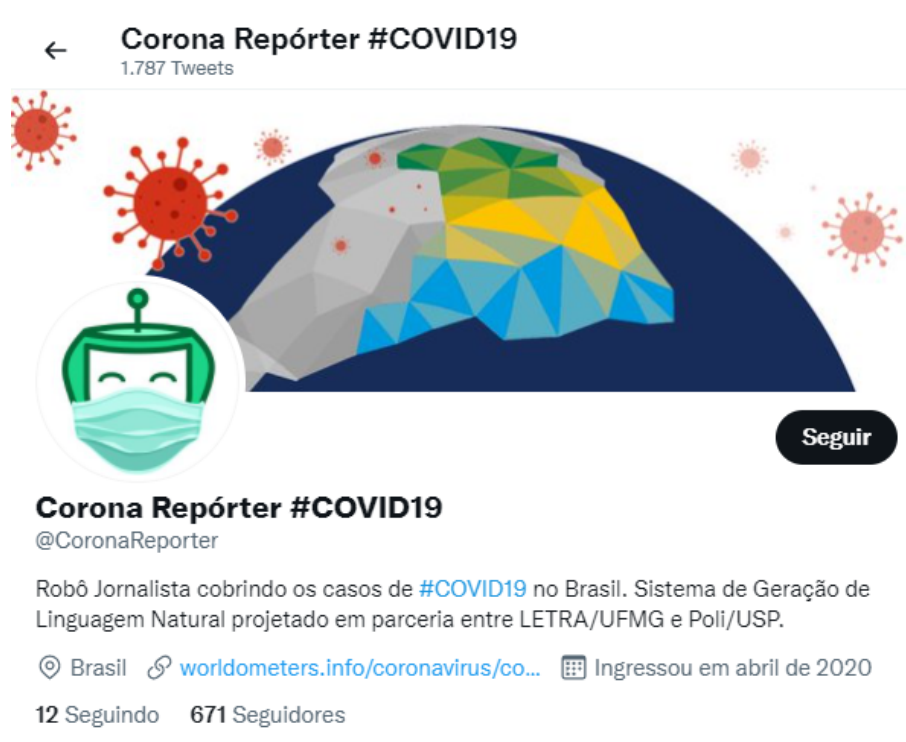 Corona Repórter #COVID19
1.787 Tweets
Seguir
Corona Repórter #COVID19
@CoronaReporter
Robô Jornalista cobrindo os casos de #COVID19 no Brasil. Sistema de Geração de
Linguagem Natural projetado em parceria entre LETRA/UFMG e Poli/USP.
Brasil worldometers.info/coronavirus/co... Ingressou em abril de 2020
12 Seguindo 671 Seguidores